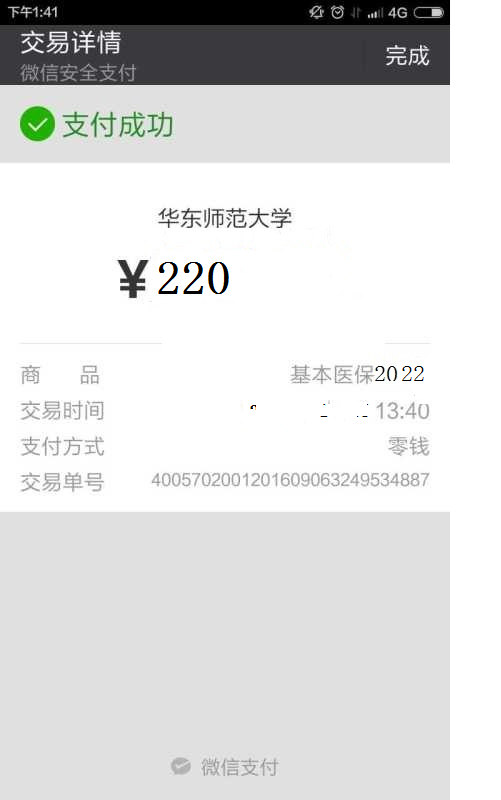 下午1:41 4G
交易详情
微信安全支付
完成
支付成功
华东师范大学
¥220
商 品 基本医保2022
交易时间 13:40
支付方式 零钱
交易单号 4005702001201609063249534887
微信支付